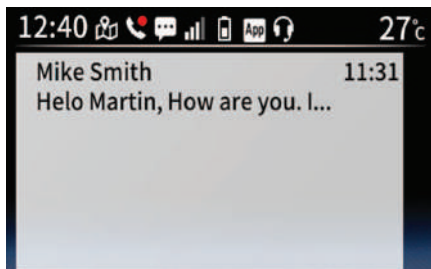 12:40 App 27°c
Mike Smith 11:31
Helo Martin, How are you. I...